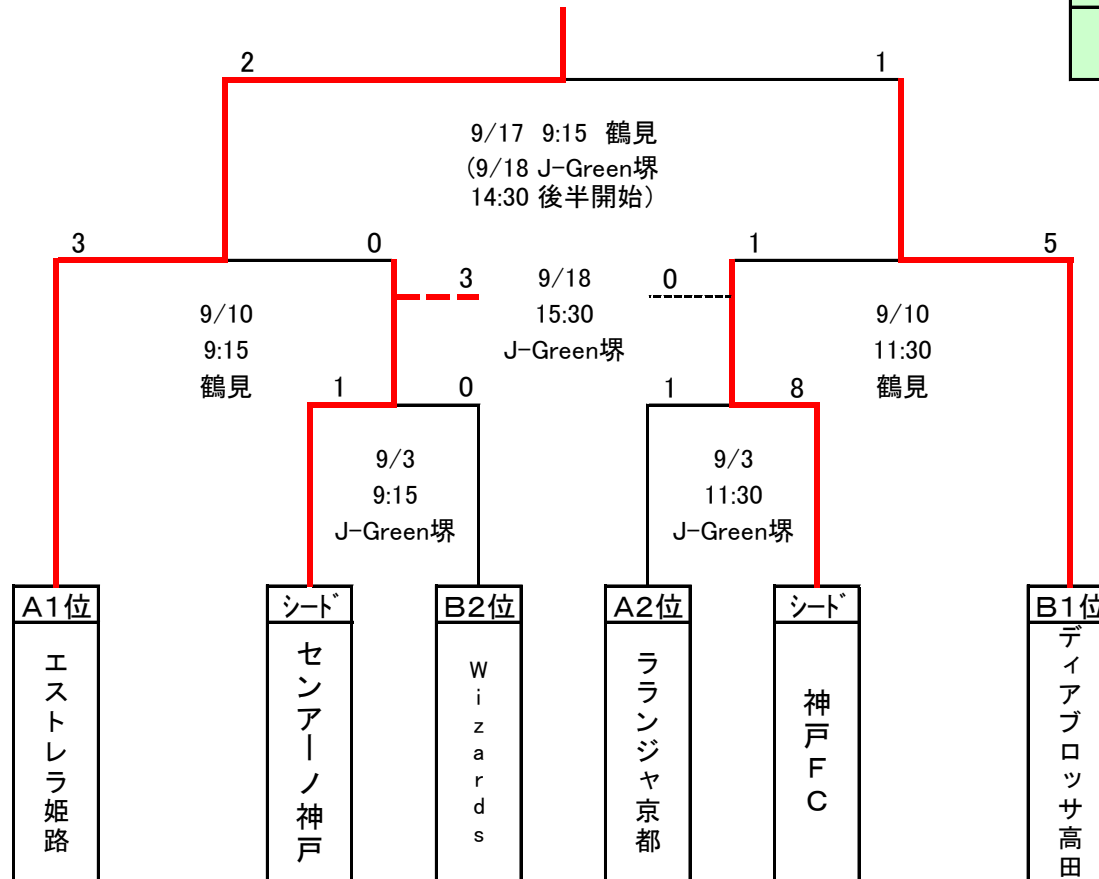 2
1
9/17 9:15 鶴見
(9/18 J-Green堺
14:30 後半開始)
3
0
1
5
3
9/18
0
15:30
J-Green堺
9/10
9:15
鶴見
9/10
11:30
鶴見
1
0
1
8
9/3
9:15
J-Green堺
9/3
11:30
J-Green堺
A1位
シード
B2位
A2位
シード
B1位
エストレラ姫路
センアーノ神戸
Wizards
ラランジャ京都
神戸FC
ディアブロッサ高田